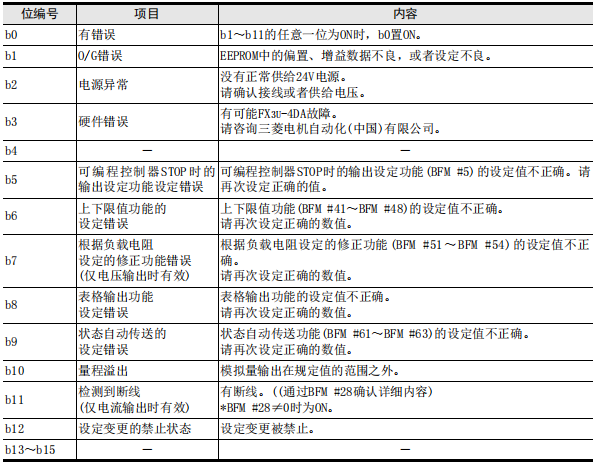 位编号 项目 内容
b0 有错误 b1～b11的任意一位为ON时，b0置ON。
b1 O/G错误 EEPROM中的偏置、增益数据不良，或者设定不良。
b2 电源异常 没有正常供给24V电源。
请确认接线或者供给电压。
b3 硬件错误 有可能FX3U-4DA故障。
请咨询三菱电机自动化(中国)有限公司。
b4 － －
b5 可编程控制器STOP时的 可编程控制器STOP时的输出设定功能(BFM #5)的设定值不正确。请
输出设定功能设定错误 再次设定正确的值。
b6 上下限值功能的 上下限值功能(BFM #41～BFM #48)的设定值不正确。
设定错误 请再次设定正确的数值。
b7 根据负载电阻 根据负载电阻设定的修正功能(BFM #51～BFM #54)的设定值不正
设定的修正功能错误 确。
(仅电压输出时有效) 请再次设定正确的数值。
b8 表格输出功能 表格输出功能的设定值不正确。
设定错误 请再次设定正确的数值。
b9 状态自动传送的 状态自动传送功能(BFM #61～BFM #63)的设定值不正确。
设定错误 请再次设定正确的数值。
b10 量程溢出 模拟量输出在规定值的范围之外。
b11 检测到断线 有断线。((通过BFM #28确认详细内容)
(仅电流输出时有效) *BFM #28≠0时为ON。
b12 设定变更的禁止状态 设定变更被禁止。
b13～b15 － －